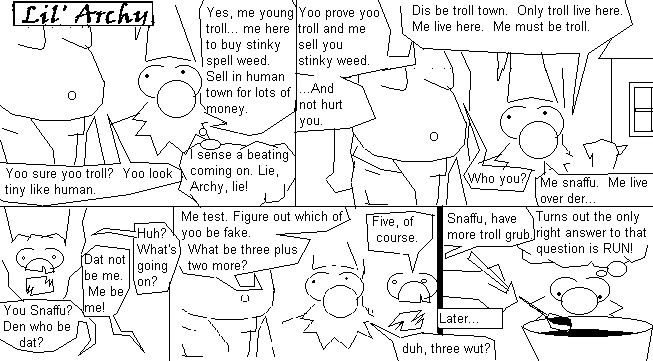 Lil' Archy
Yes, me young
troll... me here
to buy stinky
spell weed.
Sell in human
town for lots of
money.
Yoo sure yoo troll?  Yoo look
tiny like human.
I sense a beating
coming on. Lie,
Archy, lie!
Yoo prove yoo
troll and me
sell you
stinky weed.
...And
not hurt
you.
Dis be troll town.  Only troll live here.
Me live here.  Me must be troll.
Who you?
Me snaffu.  Me live
over der...
You Snaffu?
Den who be
dat?
Dat not
be me.
Me be
me!
Huh?
What's
going
on?
Me test. Figure out which of
yoo be fake.
What be three plus
two more?
Five, of
course.
duh, three wut?
Snaffu, have
more troll grub.
Later...
Turns out the only
right answer to that
question is RUN!